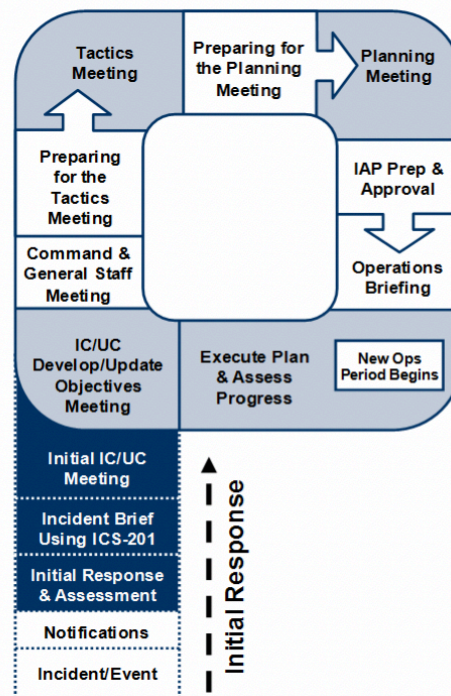 Tactics
Meeting
Preparing for
the Planning
Meeting
Planning
Meeting
Preparing
for the
Tactics
Meeting
IAP Prep &
Approval
Command &
General Staff
Meeting
Operations
Briefing
IC/UC
Develop/Update
Objectives
Meeting
Execute Plan
& Assess
Progress
New Ops
Period Begins
Initial IC/UC
Meeting
Incident Brief
Using ICS-201
Initial Response
& Assessment
Notifications
Incident/Event
Initial Response